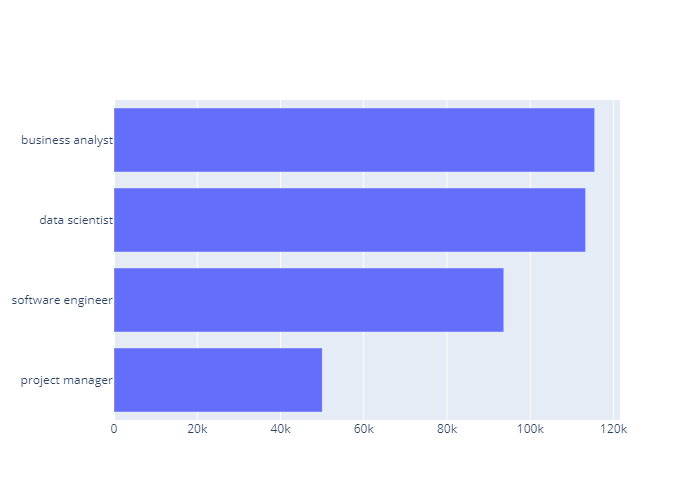 business analyst
data scientist
software engineer
project manager
0 20k 40k 60k 80k 100k 120k